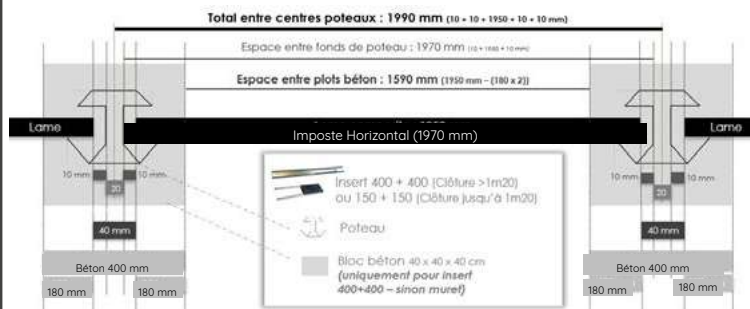 Total entre centres poteaux : 1990 mm (10 + 10 + 1950 + 10 + 10 mm)
Espace entre fonds de poteau : 1970 mm
Espace entre plots béton : 1590 mm (1950 mm – (180 x 2))
Lame
Imposte Horizontal (1970 mm)
Lame
10 mm
20
10 mm
10 mm
20
10 mm
40 mm
40 mm
Insert 400 + 400 (Clôture >1m20)
ou 150 + 150 (Clôture jusqu'à 1m20)
Poteau
Bloc béton 40 x 40 x 40 cm
(uniquement pour insert
400+400 – sinon muret)
Béton 400 mm
Béton 400 mm
180 mm
180 mm
180 mm
180 mm